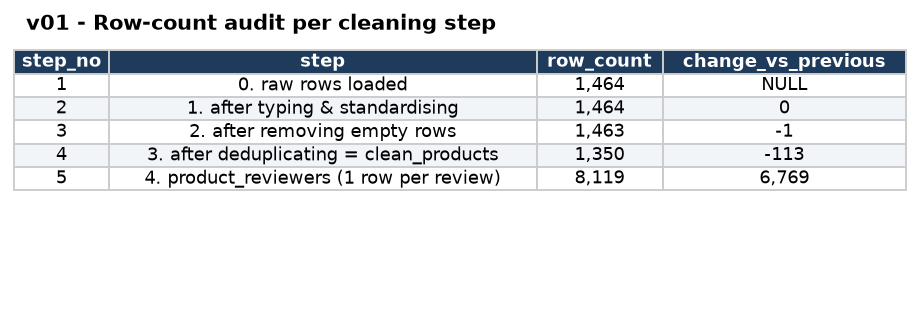 v01 - Row-count audit per cleaning step
step_no step row_count change_vs_previous
1 0. raw rows loaded 1,464 NULL
2 1. after typing & standardising 1,464 0
3 2. after removing empty rows 1,463 -1
4 3. after deduplicating = clean_products 1,350 -113
5 4. product_reviewers (1 row per review) 8,119 6,769